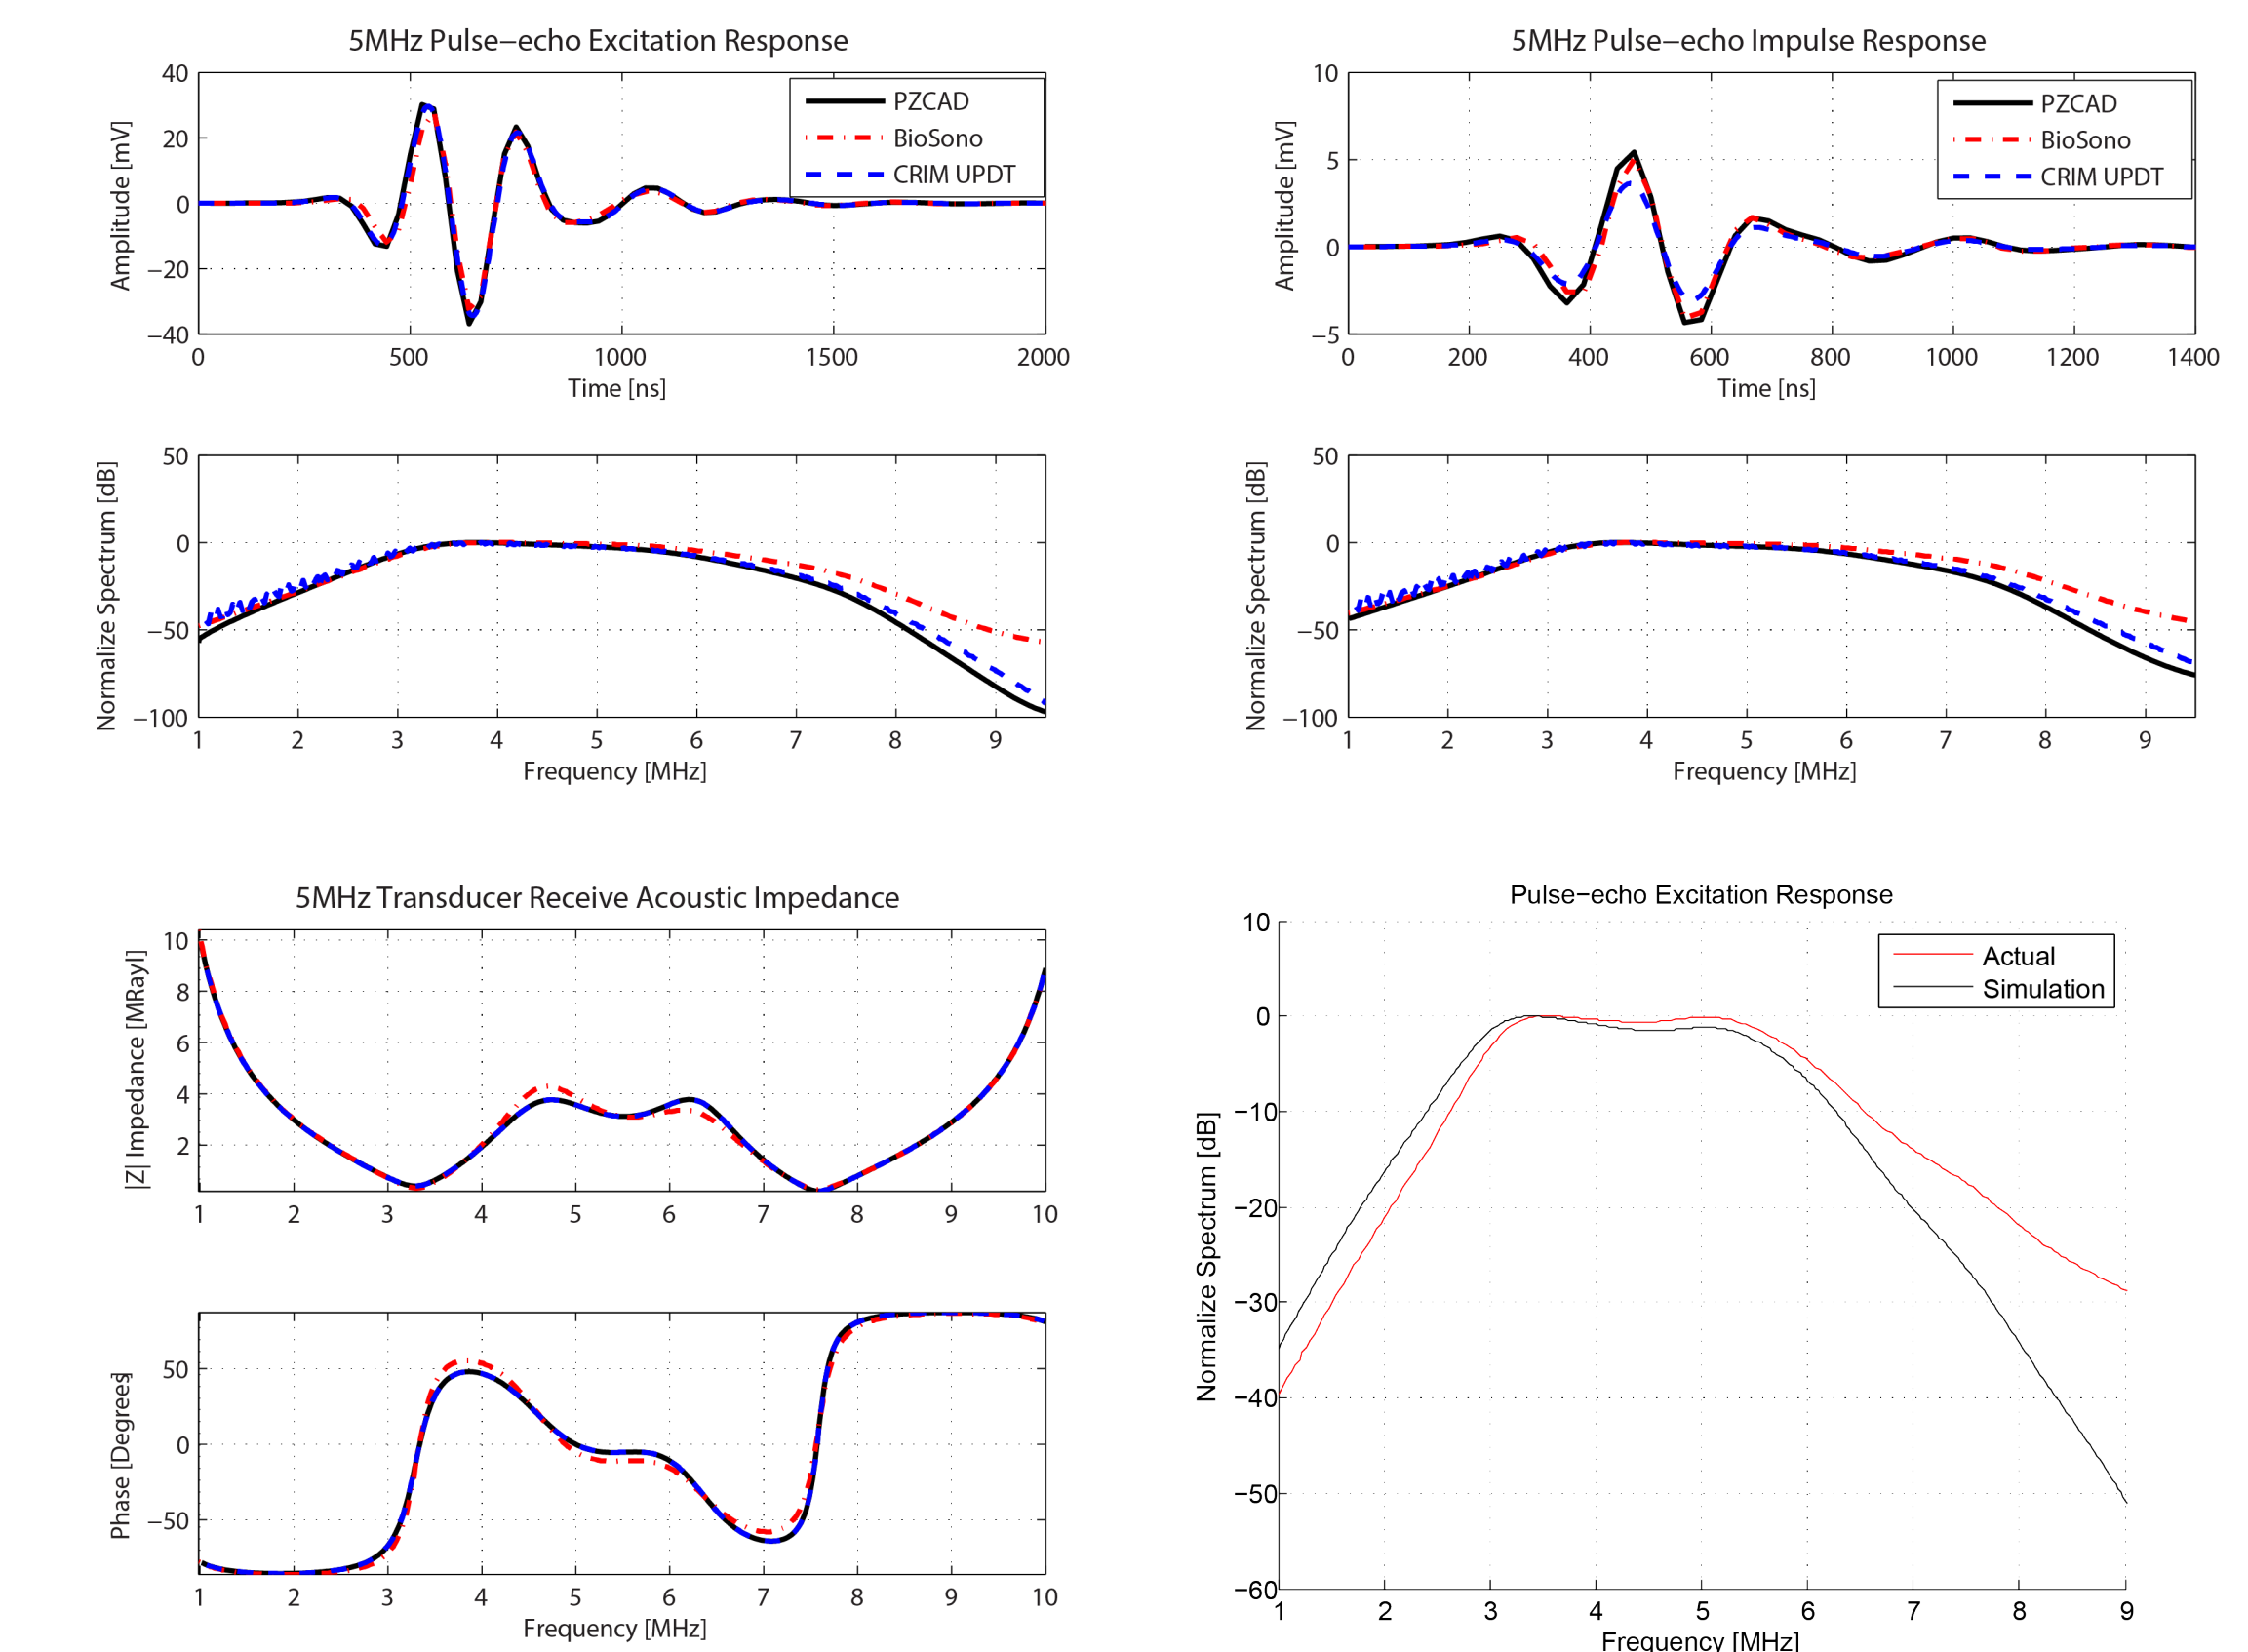 5MHz Pulse−echo Excitation Response
40
20
0
−20
−40
Amplitude [mV]
PZCAD
BioSono
CRIM UPDT
0 500 1000 1500 2000
Time [ns]
5MHz Pulse−echo Impulse Response
10
5
0
−5
Amplitude [mV]
PZCAD
BioSono
CRIM UPDT
0 200 400 600 800 1000 1200 1400
Time [ns]
50
0
−50
−100
Normalize Spectrum [dB]
1 2 3 4 5 6 7 8 9
Frequency [MHz]
50
0
−50
−100
Normalize Spectrum [dB]
1 2 3 4 5 6 7 8 9
Frequency [MHz]
5MHz Transducer Receive Acoustic Impedance
10
8
6
4
2
|Z| Impedance [MRayl]
1 2 3 4 5 6 7 8 9 10
50
0
−50
Phase [Degrees]
1 2 3 4 5 6 7 8 9 10
Frequency [MHz]
Pulse−echo Excitation Response
10
0
−10
−20
−30
−40
−50
−60
Normalize Spectrum [dB]
Actual
Simulation
1 2 3 4 5 6 7 8 9
Frequency [MHz]